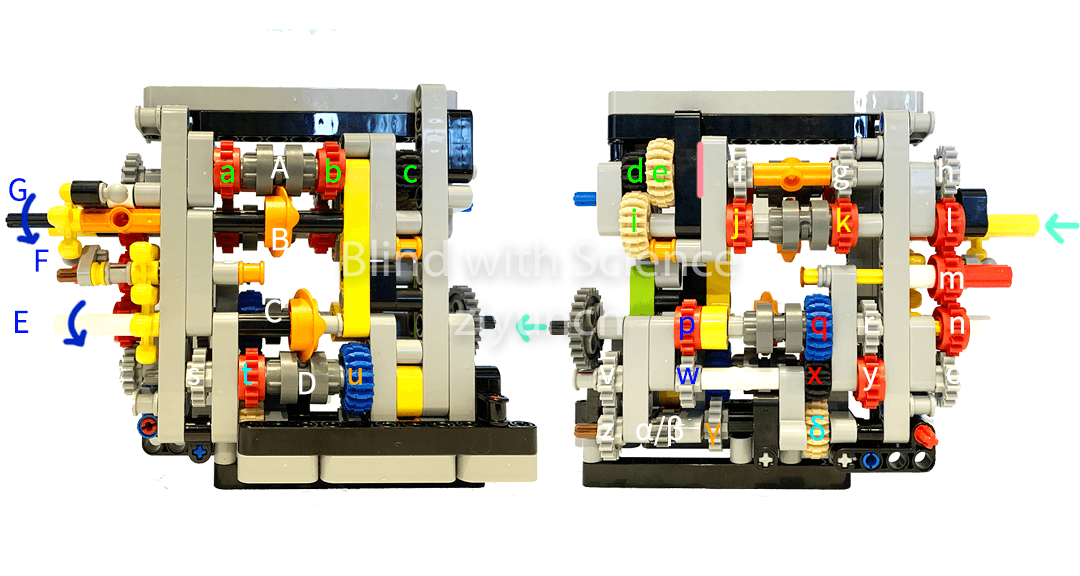 a A b c
G
B
F
Blind with Science
E
C
t D u
d e f g h
i j k l
m
p q r n
v w x y
z α/β γ δ